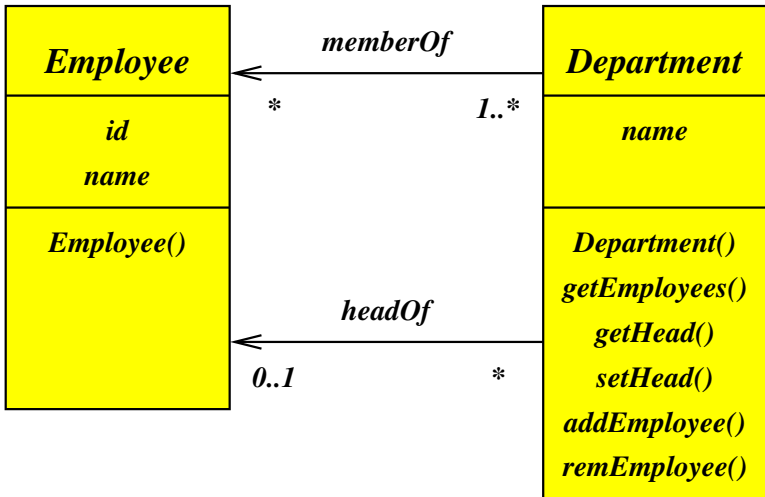 Employee
id
name
Employee()
memberOf
* 1..*
headOf
0..1 *
Department
name
Department()
getEmployees()
getHead()
setHead()
addEmployee()
remEmployee()